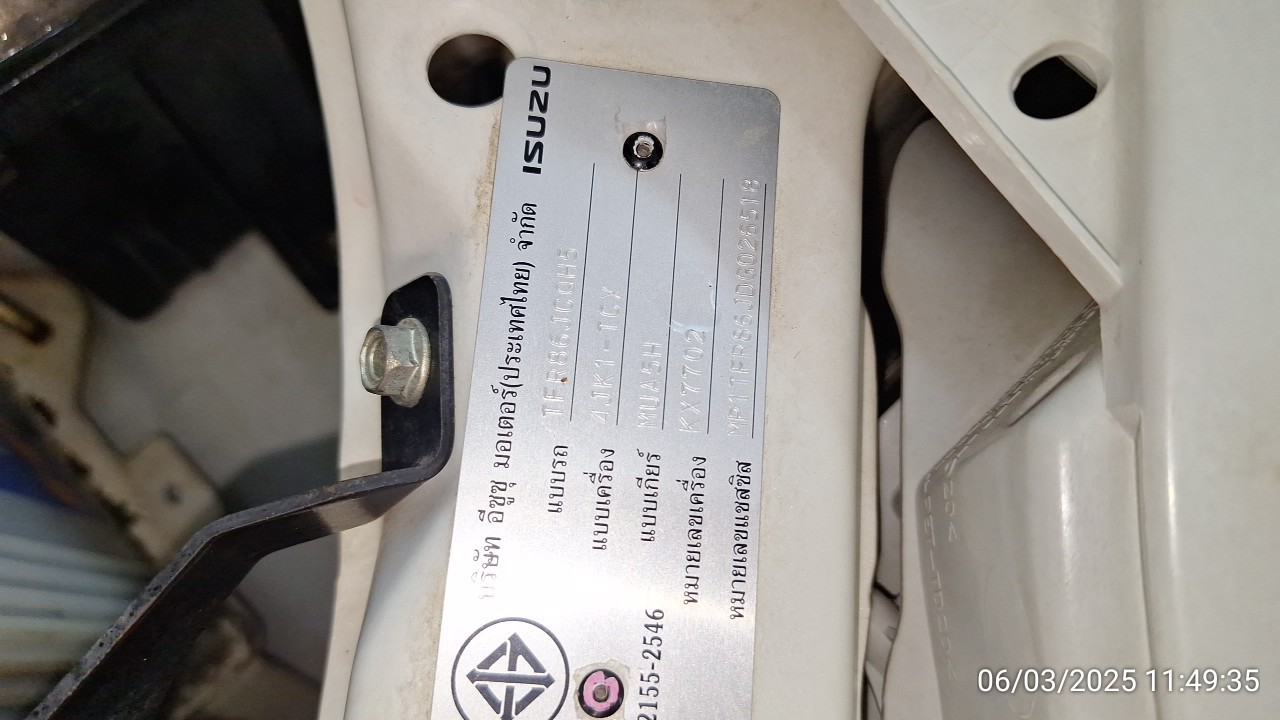 ISUZU
บริษัท อีซูซุ มอเตอร์(ประเทศไทย) จำกัด
แบบรถ TFR86JCQH5
แบบเครื่อง 4JK1-TCX
แบบเกียร์ MUA5H
หมายเลขเครื่อง KX7702
หมายเลขแชสซิส MP1TFR86JDG026518
2155-2546
06/03/2025 11:49:35